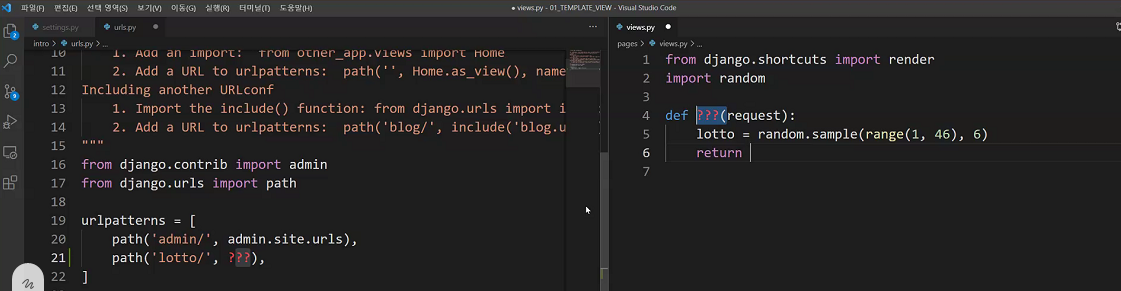 파일(F) 편집(E) 선택 영역(S) 보기(V) 이동(G) 실행(R) 터미널(T) 도움말(H) ● views.py - 01_TEMPLATE_VIEW - Visual Studio Code
settings.py urls.py ● ...
intro > urls.py > ...
10 1. Add an import: from other_app.views import Home
11 2. Add a URL to urlpatterns: path('', Home.as_view(), name
12 Including another URLconf
13 1. Import the include() function: from django.urls import i
14 2. Add a URL to urlpatterns: path('blog/', include('blog.u
15 """
16 from django.contrib import admin
17 from django.urls import path
18
19 urlpatterns = [
20 path('admin/', admin.site.urls),
21 path('lotto/', ???),
22 ]
views.py ●
pages > views.py > ...
1 from django.shortcuts import render
2 import random
3
4 def ???(request):
5 lotto = random.sample(range(1, 46), 6)
6 return
7
2